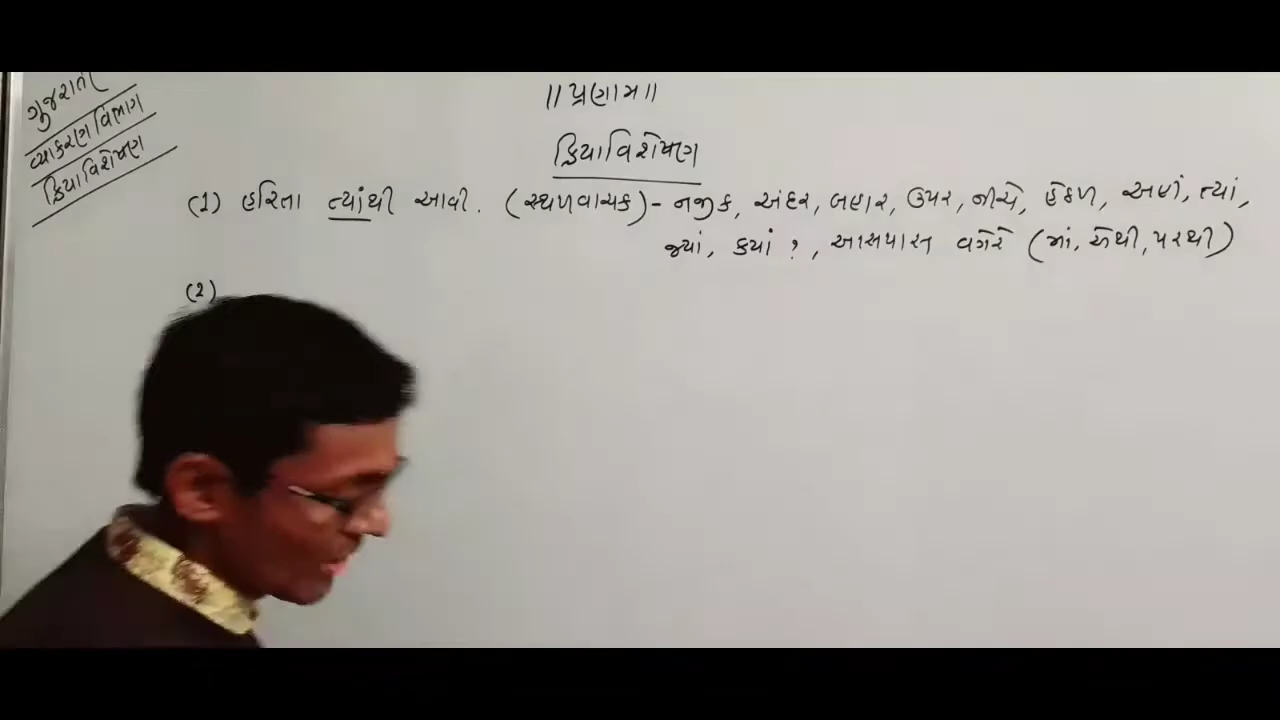 ગુજરાતી
વ્યાકરણ વિભાગ
ક્રિયાવિશેષણ
॥ પ્રણામ ॥
ક્રિયાવિશેષણ
(1) હરિતા ત્યાંથી આવી. (સ્થળવાચક) - નજીક, અંદર, બહાર, ઉપર, નીચે, હેઠળ, અહીં, ત્યાં,
જ્યાં, ક્યાં ?, આસપાસ વગેરે (માં, એથી, પરથી)
(2)